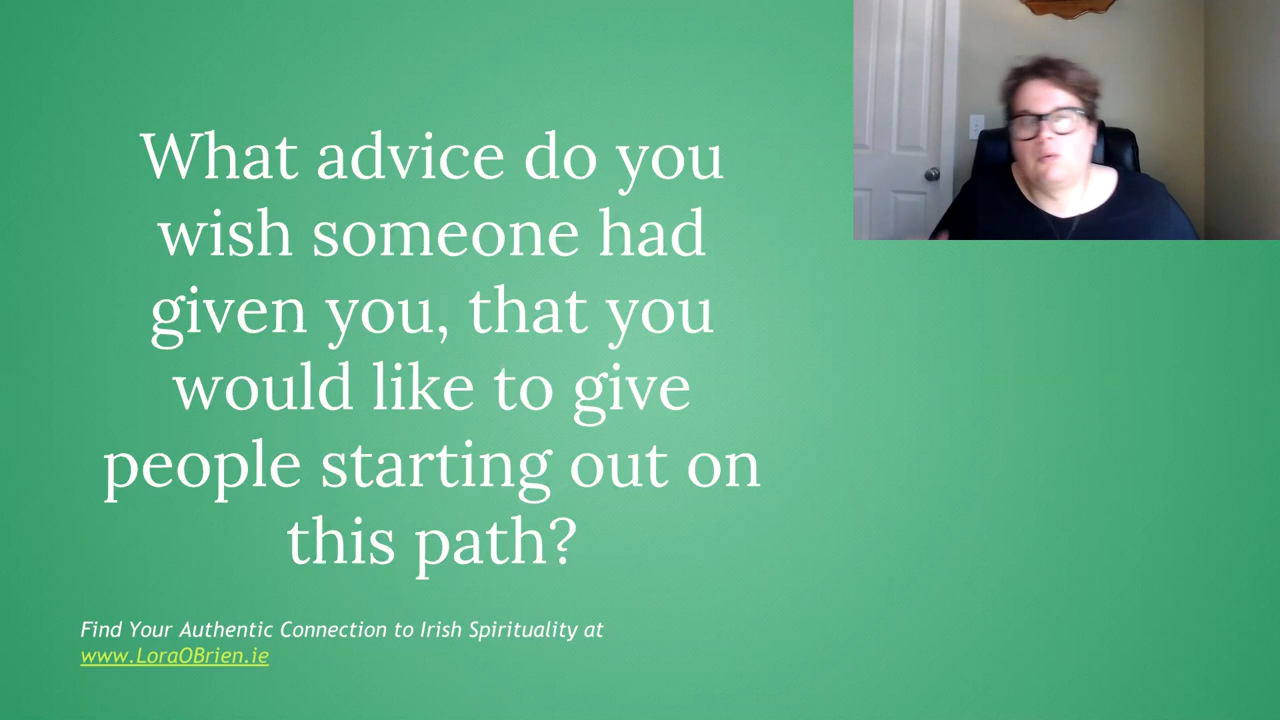 What advice do you
wish someone had
given you, that you
would like to give
people starting out on
this path?
Find Your Authentic Connection to Irish Spirituality at
www.LoraOBrien.ie